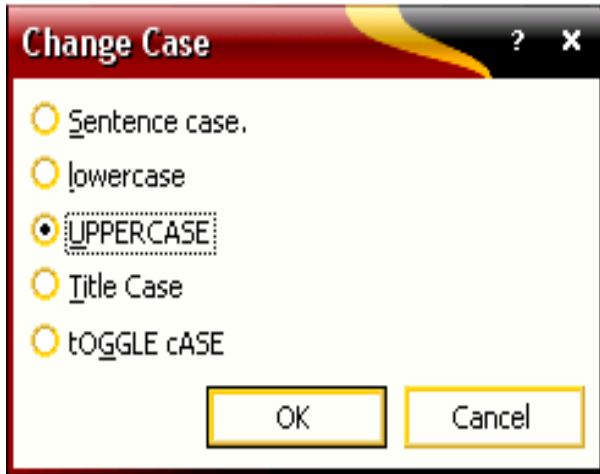 Change Case
? ×
Sentence case.
lowercase
UPPERCASE
Title Case
tOGGLE cASE
OK Cancel